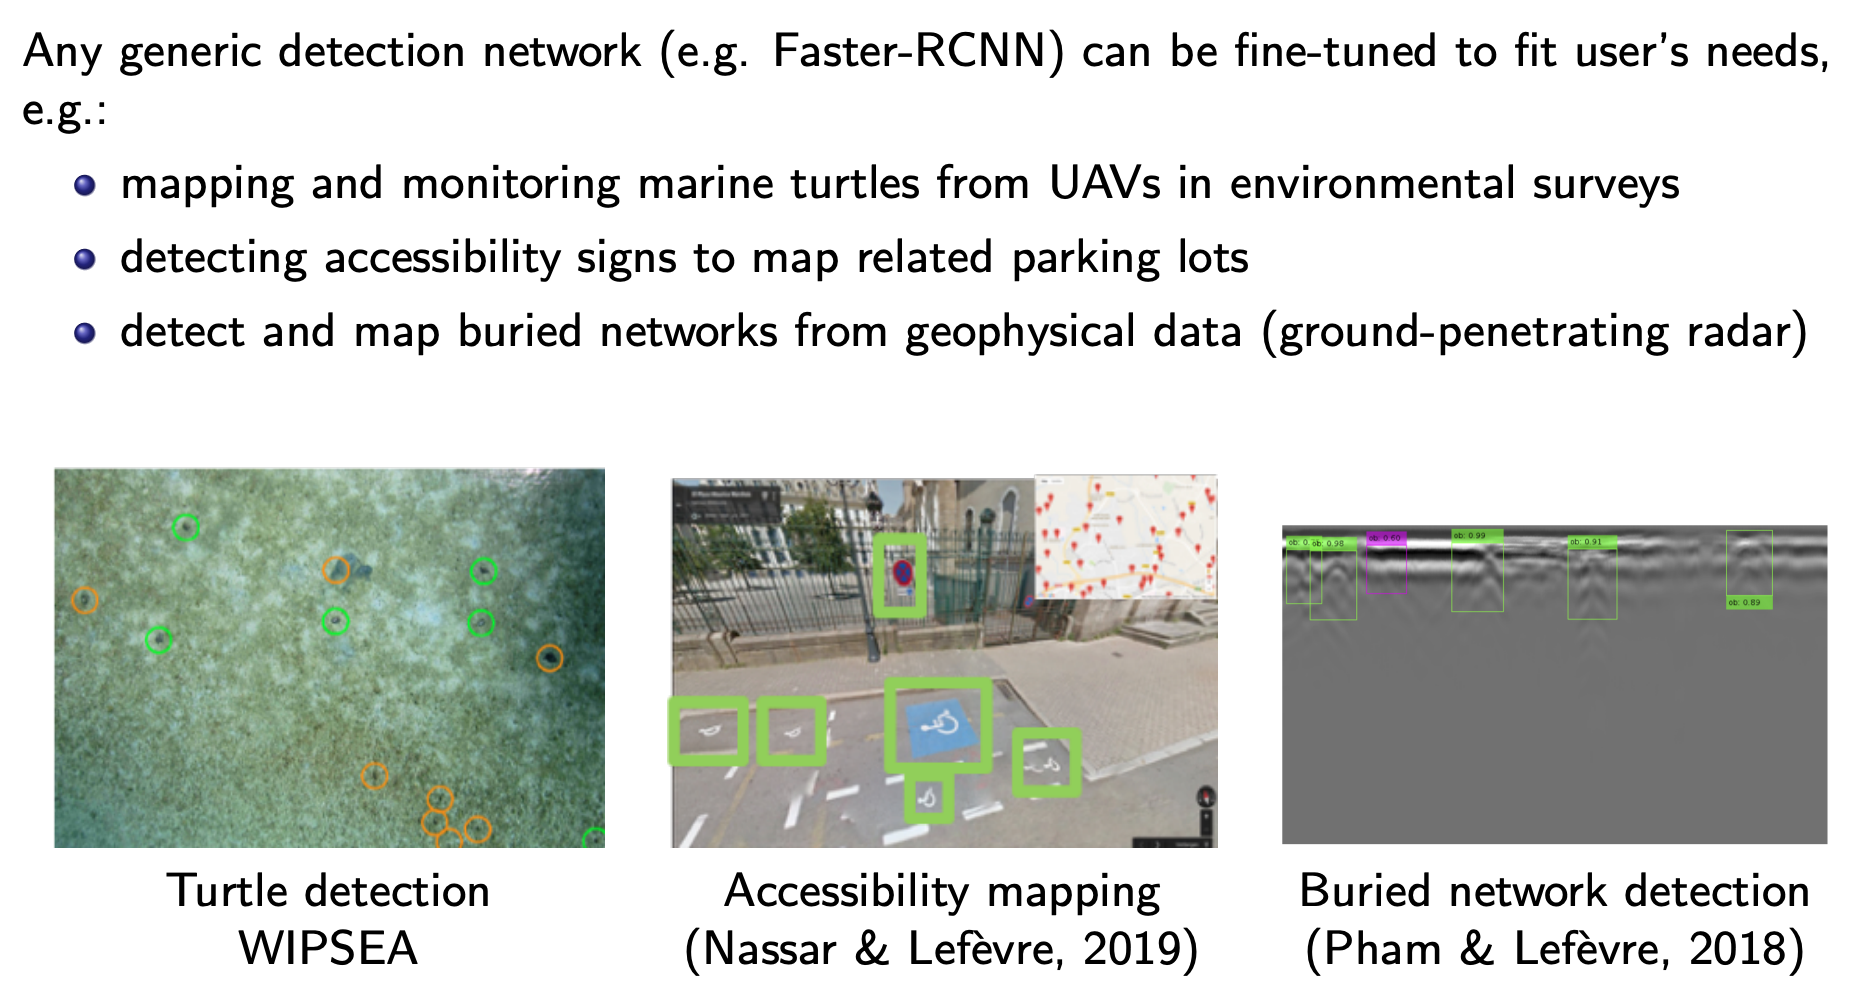 Any generic detection network (e.g. Faster-RCNN) can be fine-tuned to fit user's needs,
e.g.:
mapping and monitoring marine turtles from UAVs in environmental surveys
detecting accessibility signs to map related parking lots
detect and map buried networks from geophysical data (ground-penetrating radar)
ob: 0.98
ob: 0.60
ob: 0.99
ob: 0.91
ob: 0.89
Turtle detection
WIPSEA
Accessibility mapping
(Nassar & Lefèvre, 2019)
Buried network detection
(Pham & Lefèvre, 2018)